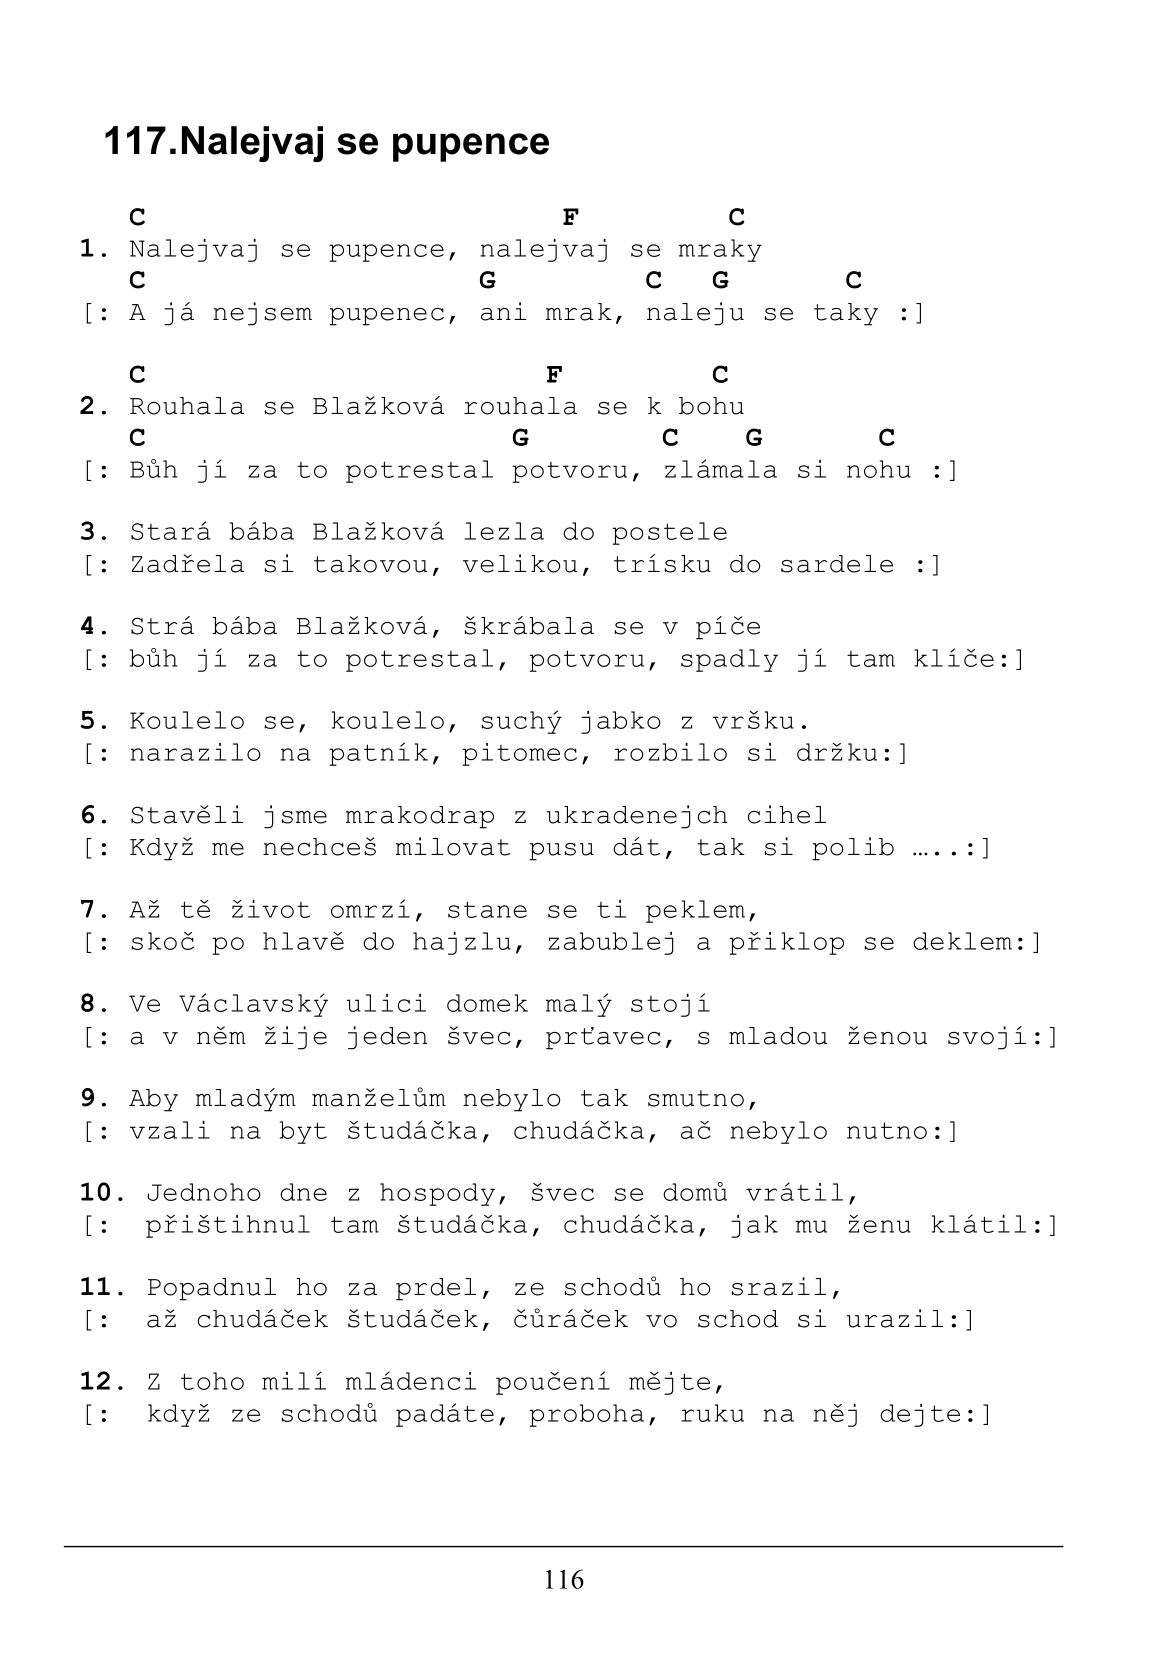 117.Nalejvaj se pupence
C F C
1. Nalejvaj se pupence, nalejvaj se mraky
C G C G C
[: A já nejsem pupenec, ani mrak, naleju se taky :]
C F C
2. Rouhala se Blažková rouhala se k bohu
C G C G C
[: Bůh jí za to potrestal potvoru, zlámala si nohu :]
3. Stará bába Blažková lezla do postele
[: Zadřela si takovou, velikou, trísku do sardele :]
4. Strá bába Blažková, škrábala se v píče
[: bůh jí za to potrestal, potvoru, spadly jí tam klíče:]
5. Koulelo se, koulelo, suchý jabko z vršku.
[: narazilo na patník, pitomec, rozbilo si držku:]
6. Stavěli jsme mrakodrap z ukradenejch cihel
[: Když me nechceš milovat pusu dát, tak si polib …..:]
7. Až tě život omrzí, stane se ti peklem,
[: skoč po hlavě do hajzlu, zabublej a přiklop se deklem:]
8. Ve Václavský ulici domek malý stojí
[: a v něm žije jeden švec, prťavec, s mladou ženou svojí:]
9. Aby mladým manželům nebylo tak smutno,
[: vzali na byt študáčka, chudáčka, ač nebylo nutno:]
10. Jednoho dne z hospody, švec se domů vrátil,
[: přištihnul tam študáčka, chudáčka, jak mu ženu klátil:]
11. Popadnul ho za prdel, ze schodů ho srazil,
[: až chudáček študáček, čůráček vo schod si urazil:]
12. Z toho milí mládenci poučení mějte,
[: když ze schodů padáte, proboha, ruku na něj dejte:]
116